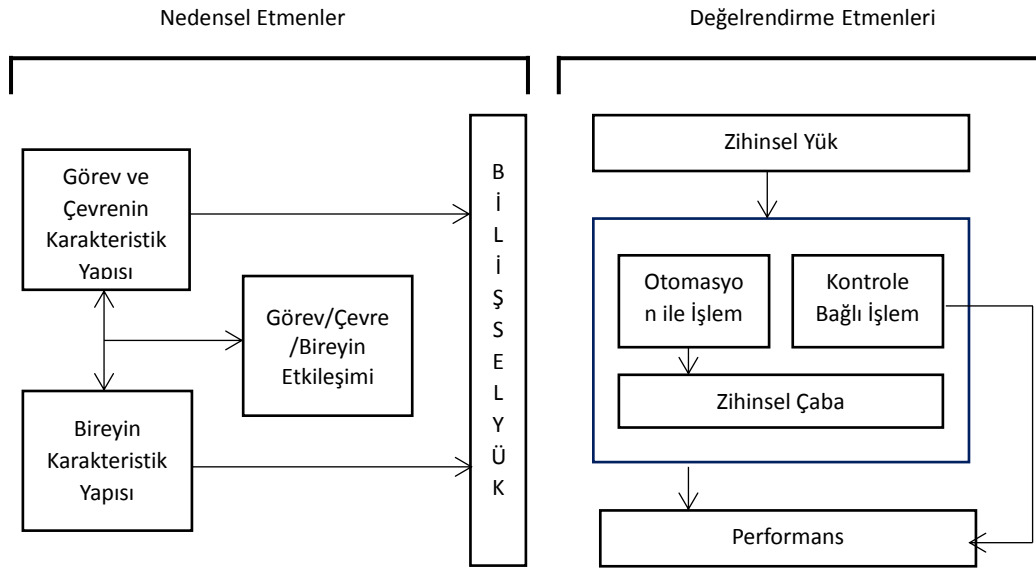 Nedensel Etmenler
Değelrendirme Etmenleri
Görev ve
Çevrenin
Karakteristik
Yapısı
Görev/Çevre
/Bireyin
Etkileşimi
Bireyin
Karakteristik
Yapısı
B
İ
L
İ
Ş
S
E
L
Y
Ü
K
Zihinsel Yük
Otomasyo
n ile İşlem
Kontrole
Bağlı İşlem
Zihinsel Çaba
Performans